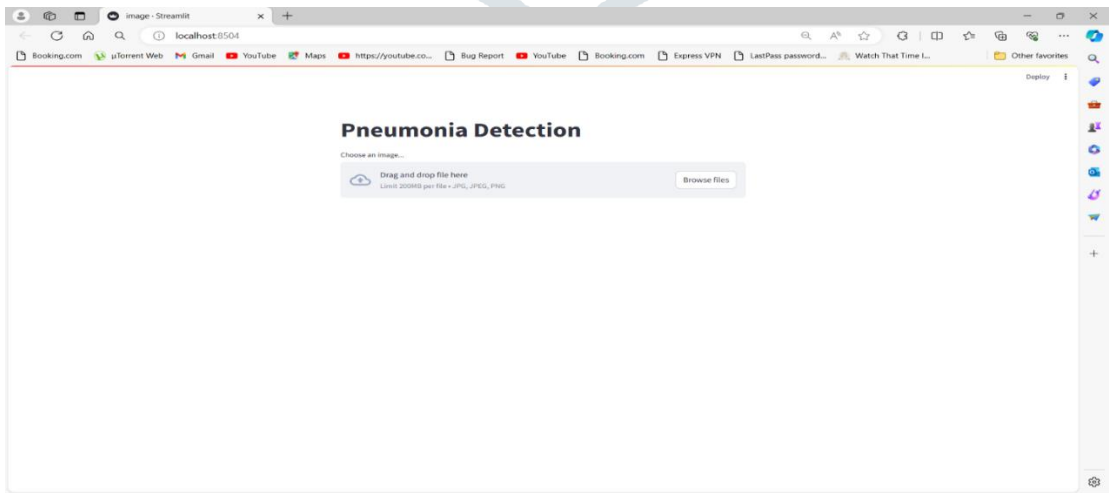 image · Streamlit
localhost:8504
Booking.com µTorrent Web Gmail YouTube Maps https://youtube.co... Bug Report YouTube Booking.com Express VPN LastPass password... Watch That Time I... Other favorites
Deploy
Pneumonia Detection
Choose an image...
Drag and drop file here
Limit 200MB per file • JPG, JPEG, PNG
Browse files